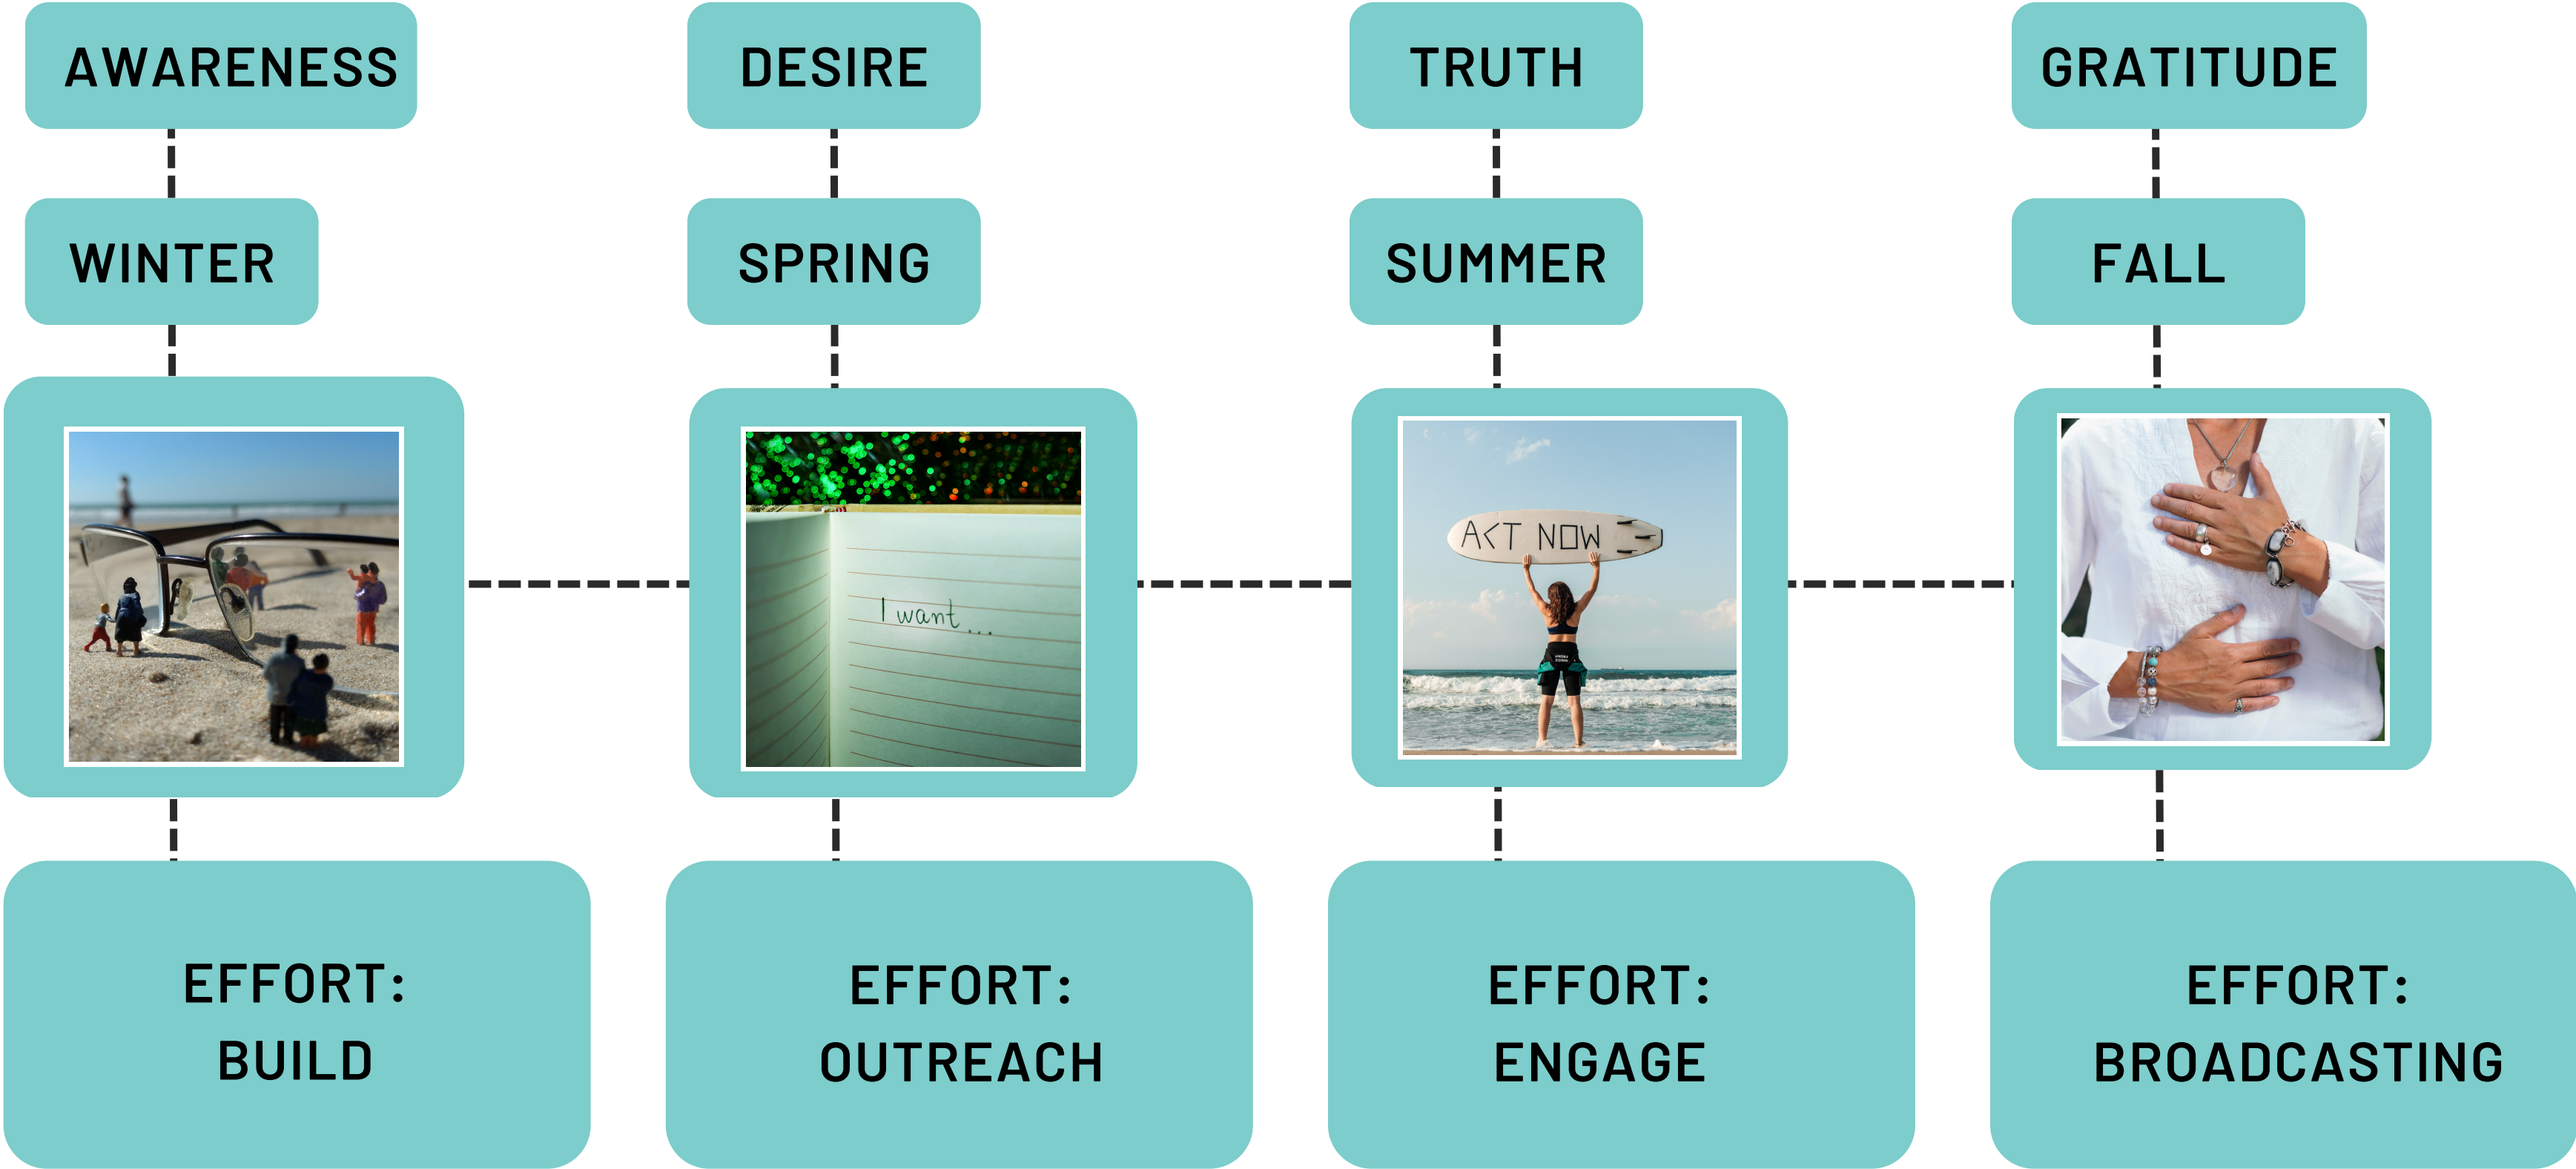 AWARENESS
DESIRE
TRUTH
GRATITUDE
WINTER
SPRING
SUMMER
FALL
I want...
ACT NOW
EFFORT:
BUILD
EFFORT:
OUTREACH
EFFORT:
ENGAGE
EFFORT:
BROADCASTING